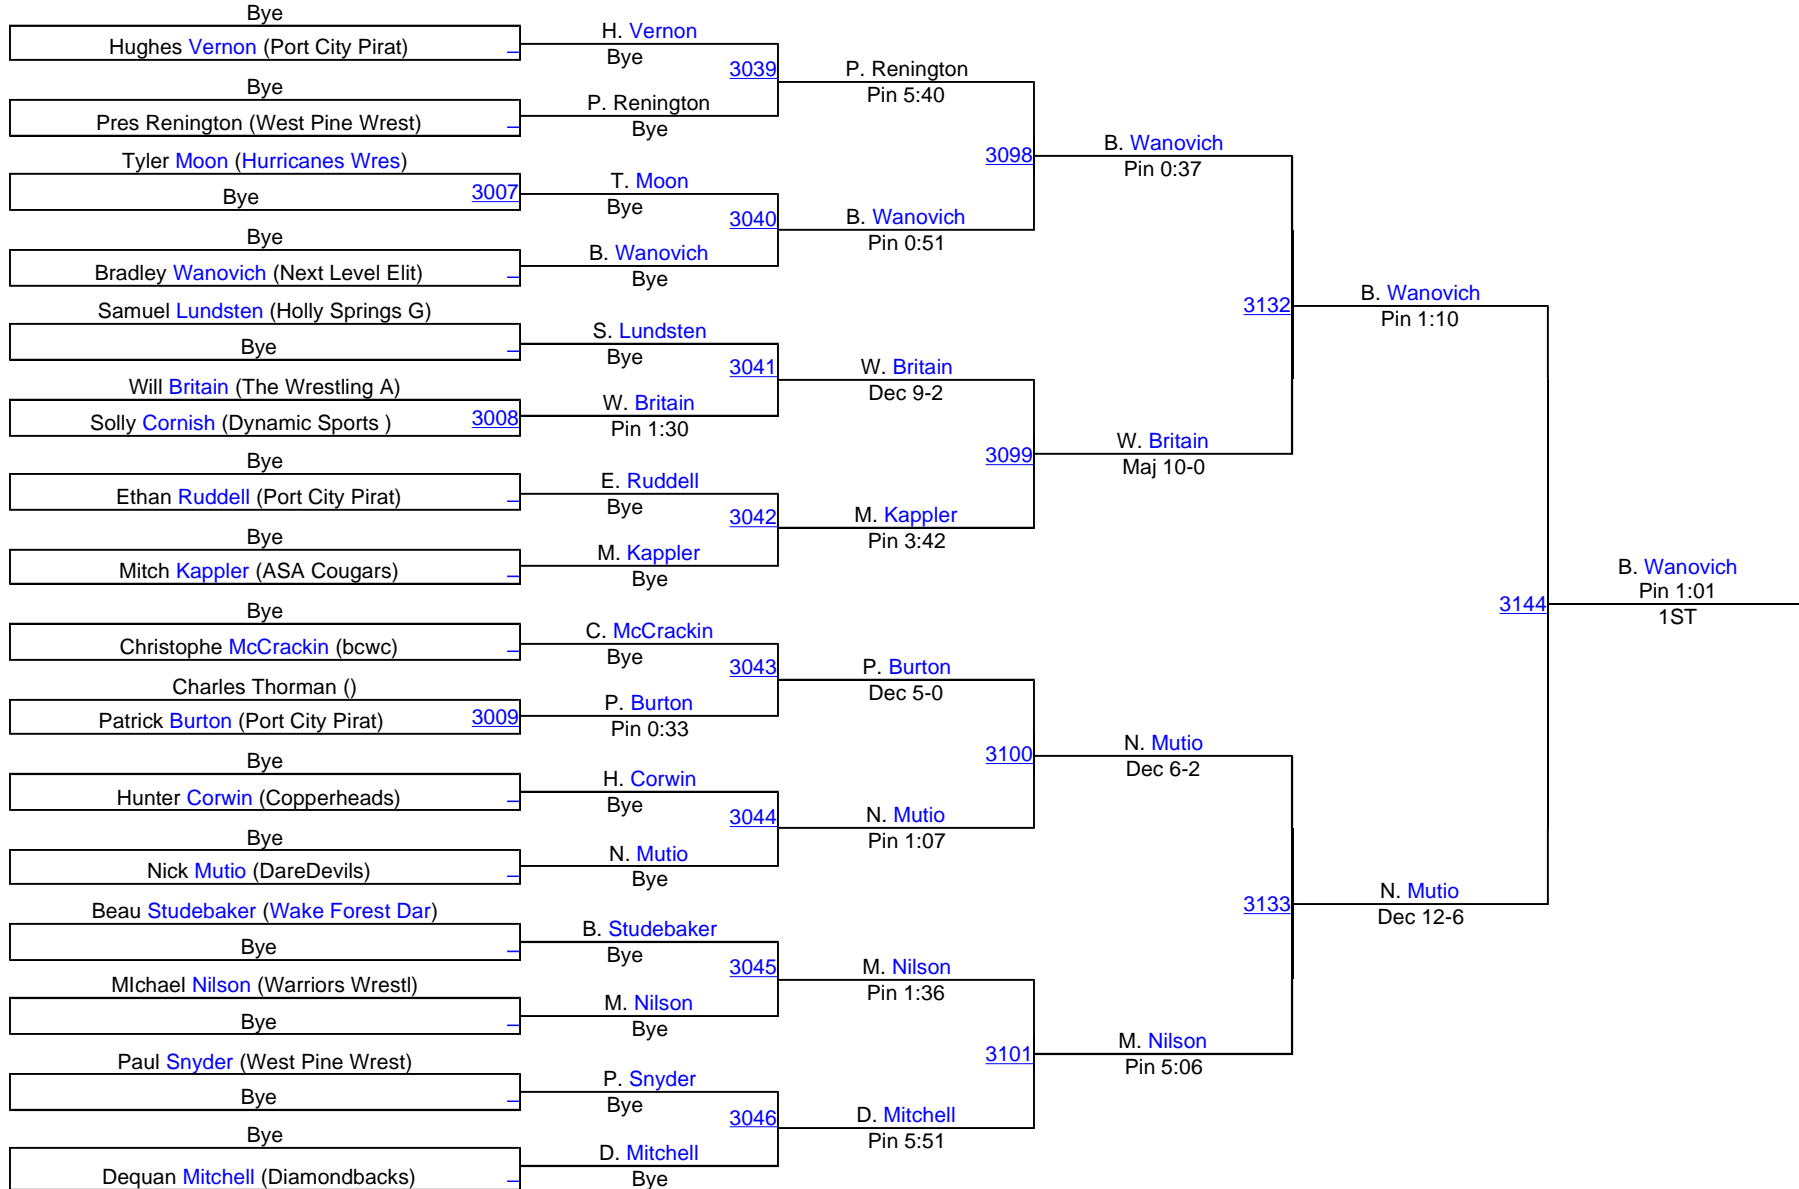 Bye
Hughes Vernon (Port City Pirat)
Bye
Pres Renington (West Pine Wrest)
Tyler Moon (Hurricanes Wres)
Bye
3007
Bye
Bradley Wanovich (Next Level Elit)
Samuel Lundsten (Holly Springs G)
Bye
Will Britain (The Wrestling A)
Solly Cornish (Dynamic Sports )
3008
Bye
Ethan Ruddell (Port City Pirat)
Bye
Mitch Kappler (ASA Cougars)
Bye
Christophe McCrackin (bcwc)
Charles Thorman ()
Patrick Burton (Port City Pirat)
3009
Bye
Hunter Corwin (Copperheads)
Bye
Nick Mutio (DareDevils)
Beau Studebaker (Wake Forest Dar)
Bye
MIchael Nilson (Warriors Wrestl)
Bye
Paul Snyder (West Pine Wrest)
Bye
Bye
Dequan Mitchell (Diamondbacks)
H. Vernon
Bye
3039
P. Renington
Bye
T. Moon
Bye
3040
B. Wanovich
Bye
S. Lundsten
Bye
3041
W. Britain
Pin 1:30
E. Ruddell
Bye
3042
M. Kappler
Bye
C. McCrackin
Bye
3043
P. Burton
Pin 0:33
H. Corwin
Bye
3044
N. Mutio
Bye
B. Studebaker
Bye
3045
M. Nilson
Bye
P. Snyder
Bye
3046
D. Mitchell
Bye
P. Renington
Pin 5:40
3098
B. Wanovich
Pin 0:51
W. Britain
Dec 9-2
3099
M. Kappler
Pin 3:42
P. Burton
Dec 5-0
3100
N. Mutio
Pin 1:07
M. Nilson
Pin 1:36
3101
D. Mitchell
Pin 5:51
B. Wanovich
Pin 0:37
3132
W. Britain
Maj 10-0
N. Mutio
Dec 6-2
3133
M. Nilson
Pin 5:06
B. Wanovich
Pin 1:10
3144
N. Mutio
Dec 12-6
B. Wanovich
Pin 1:01
1ST